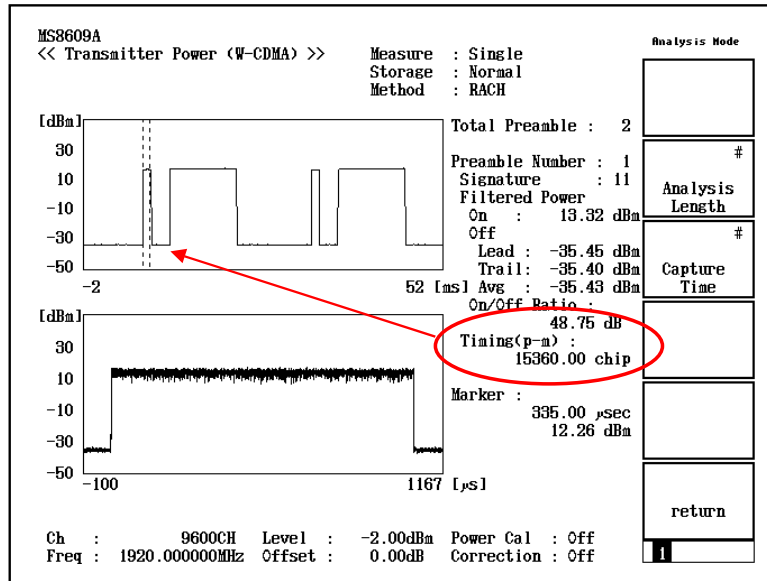 MS8609A
<< Transmitter Power (W-CDMA) >>
Measure : Single
Storage : Normal
Method : RACH
Analysis Mode
[dBm]
30
10
-10
-30
-50
-2
52 [ms]
Total Preamble : 2
Preamble Number : 1
Signature : 11
Filtered Power
On : 13.32 dBm
Off
Lead : -35.45 dBm
Trail: -35.40 dBm
Avg : -35.43 dBm
On/Off Ratio :
48.75 dB
Timing(p-m) :
15360.00 chip
Marker :
335.00 μsec
12.26 dBm
[dBm]
30
10
-10
-30
-50
-100
1167 [μs]
#
Analysis
Length
#
Capture
Time
return
1
Ch : 9600CH Level : -2.00dBm Power Cal : Off
Freq : 1920.000000MHz Offset : 0.00dB Correction : Off